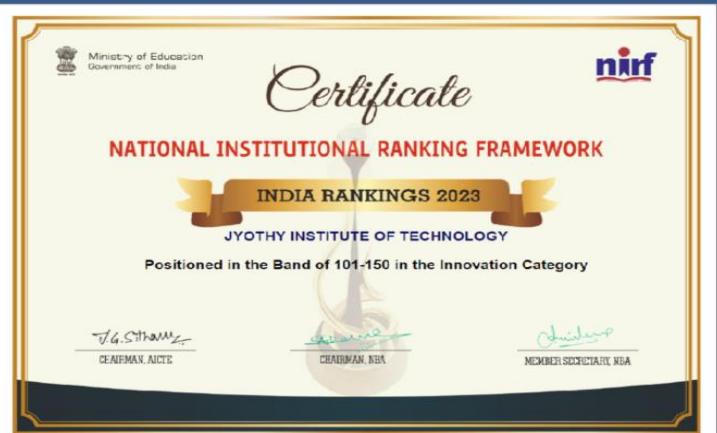 Ministry of Education
Government of India
nirf
Certificate
NATIONAL INSTITUTIONAL RANKING FRAMEWORK
INDIA RANKINGS 2023
JYOTHY INSTITUTE OF TECHNOLOGY
Positioned in the Band of 101-150 in the Innovation Category
CHAIRMAN, AICTE
CHAIRMAN, NBA
MEMBER SECRETARY, NBA